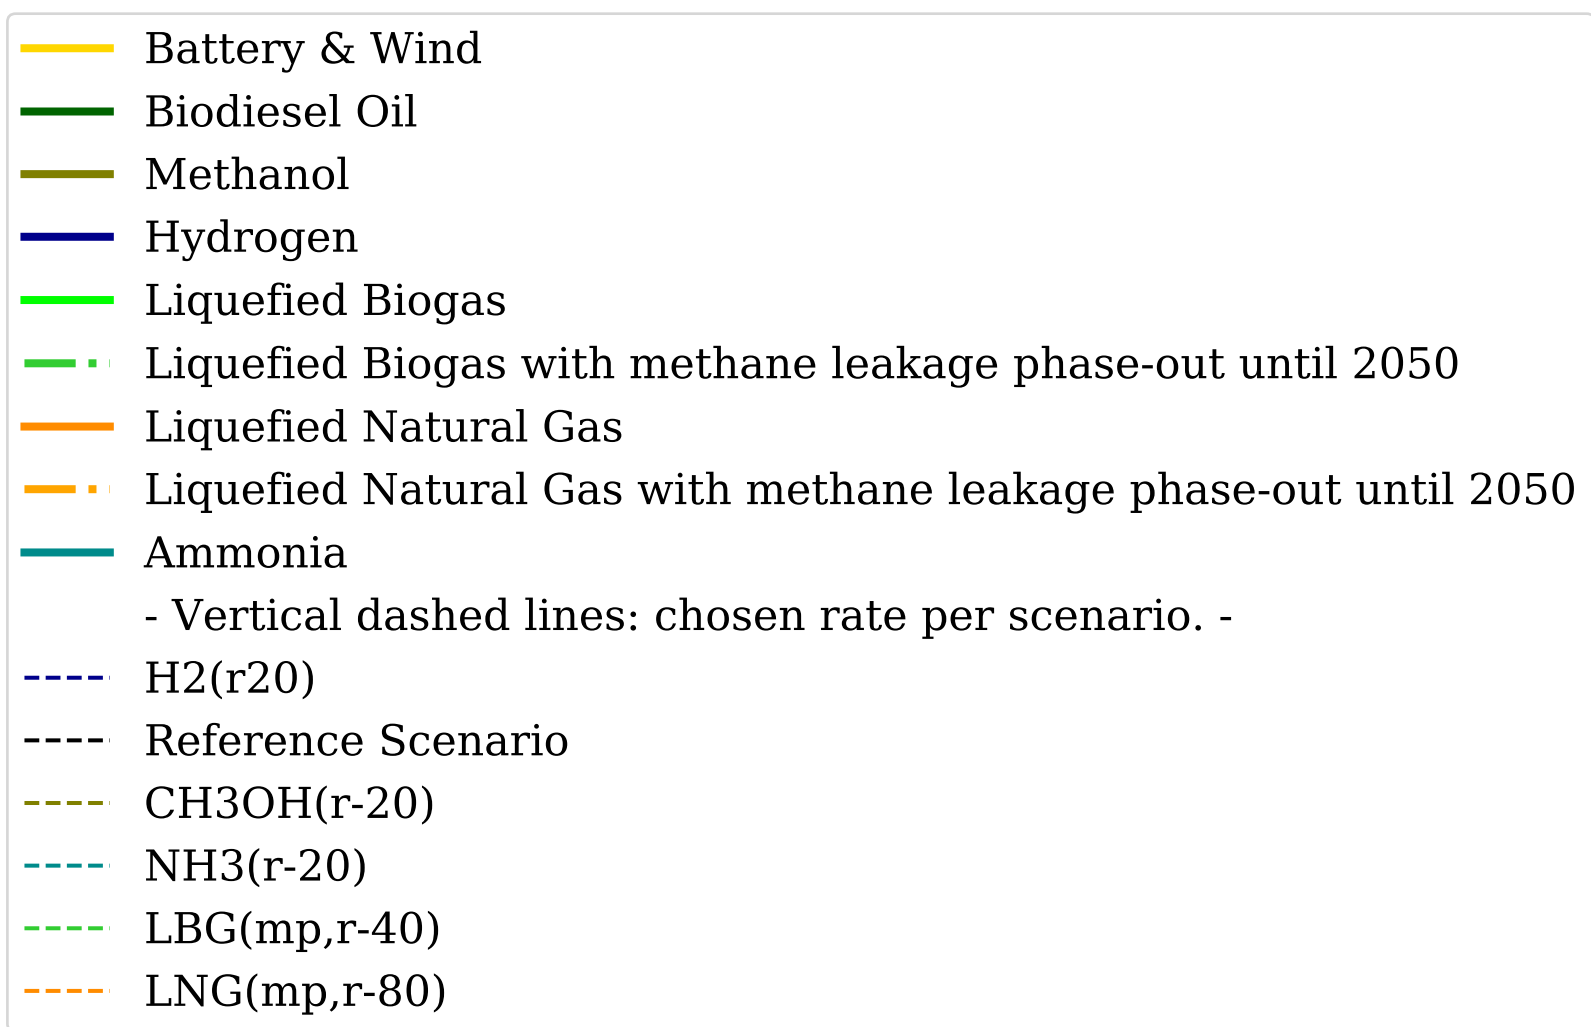 Battery & Wind
Biodiesel Oil
Methanol
Hydrogen
Liquefied Biogas
Liquefied Biogas with methane leakage phase-out until 2050
Liquefied Natural Gas
Liquefied Natural Gas with methane leakage phase-out until 2050
Ammonia
- Vertical dashed lines: chosen rate per scenario. -
H2(r20)
Reference Scenario
CH3OH(r-20)
NH3(r-20)
LBG(mp,r-40)
LNG(mp,r-80)